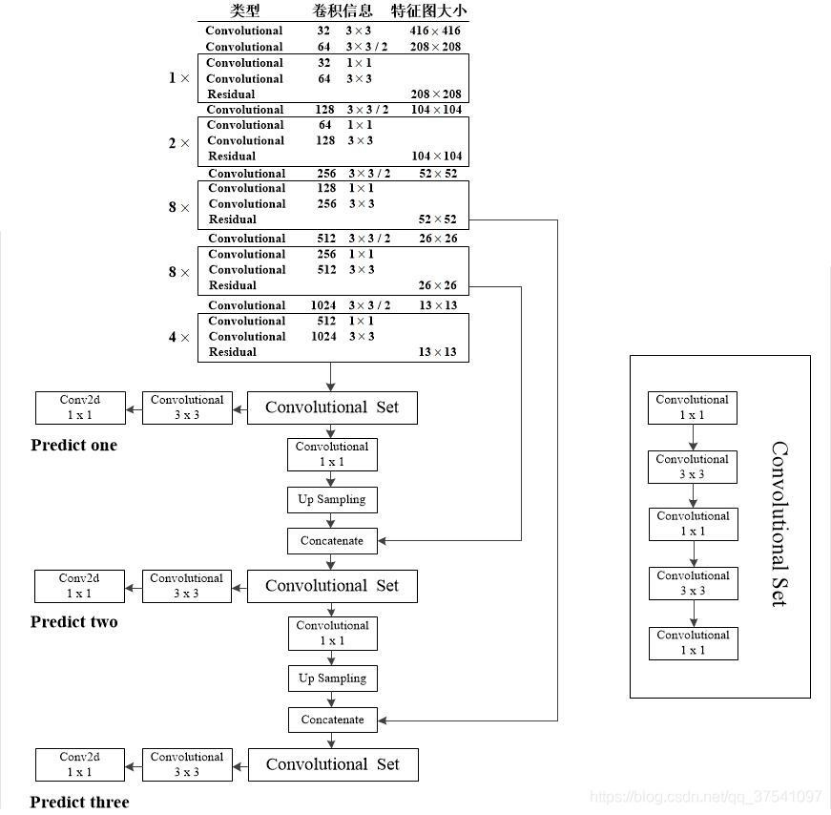 类型 卷积信息 特征图大小
Convolutional 32 3×3 416×416
Convolutional 64 3×3/2 208×208
1× Convolutional 32 1×1
Convolutional 64 3×3
Residual 208×208
Convolutional 128 3×3/2 104×104
Convolutional 64 1×1
2× Convolutional 128 3×3
Residual 104×104
Convolutional 256 3×3/2 52×52
Convolutional 128 1×1
8× Convolutional 256 3×3
Residual 52×52
Convolutional 512 3×3/2 26×26
Convolutional 256 1×1
8× Convolutional 512 3×3
Residual 26×26
Convolutional 1024 3×3/2 13×13
Convolutional 512 1×1
4× Convolutional 1024 3×3
Residual 13×13
Conv2d
1 x 1
Convolutional
3 x 3
Convolutional Set
Predict one
Convolutional
1 x 1
Up Sampling
Concatenate
Conv2d
1 x 1
Convolutional
3 x 3
Convolutional Set
Predict two
Convolutional
1 x 1
Up Sampling
Concatenate
Conv2d
1 x 1
Convolutional
3 x 3
Convolutional Set
Predict three
Convolutional
1 x 1
Convolutional
3 x 3
Convolutional
1 x 1
Convolutional
3 x 3
Convolutional
1 x 1
Convolutional Set
https://blog.csdn.net/qq_37541097